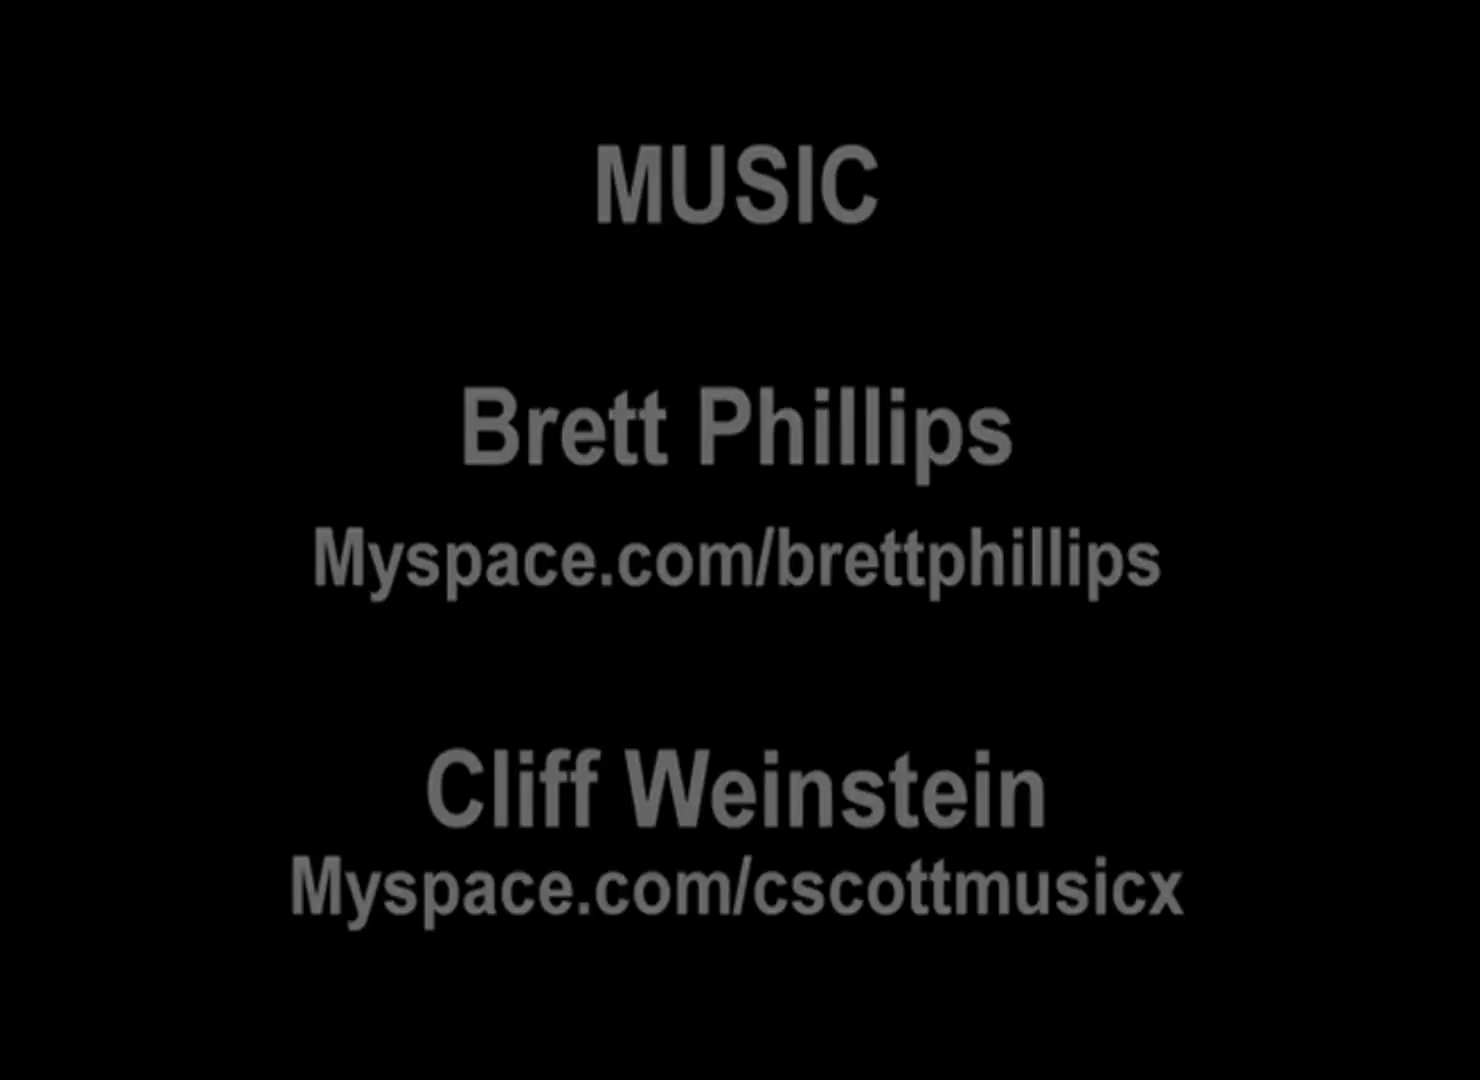 MUSIC
Brett Phillips
Myspace.com/brettphillips
Cliff Weinstein
Myspace.com/cscottmusicx